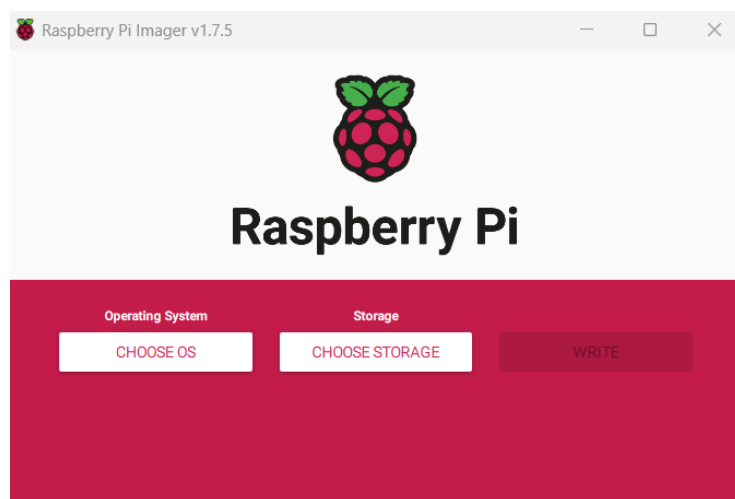 Raspberry Pi Imager v1.7.5
Raspberry Pi
Operating System
Storage
CHOOSE OS
CHOOSE STORAGE
WRITE